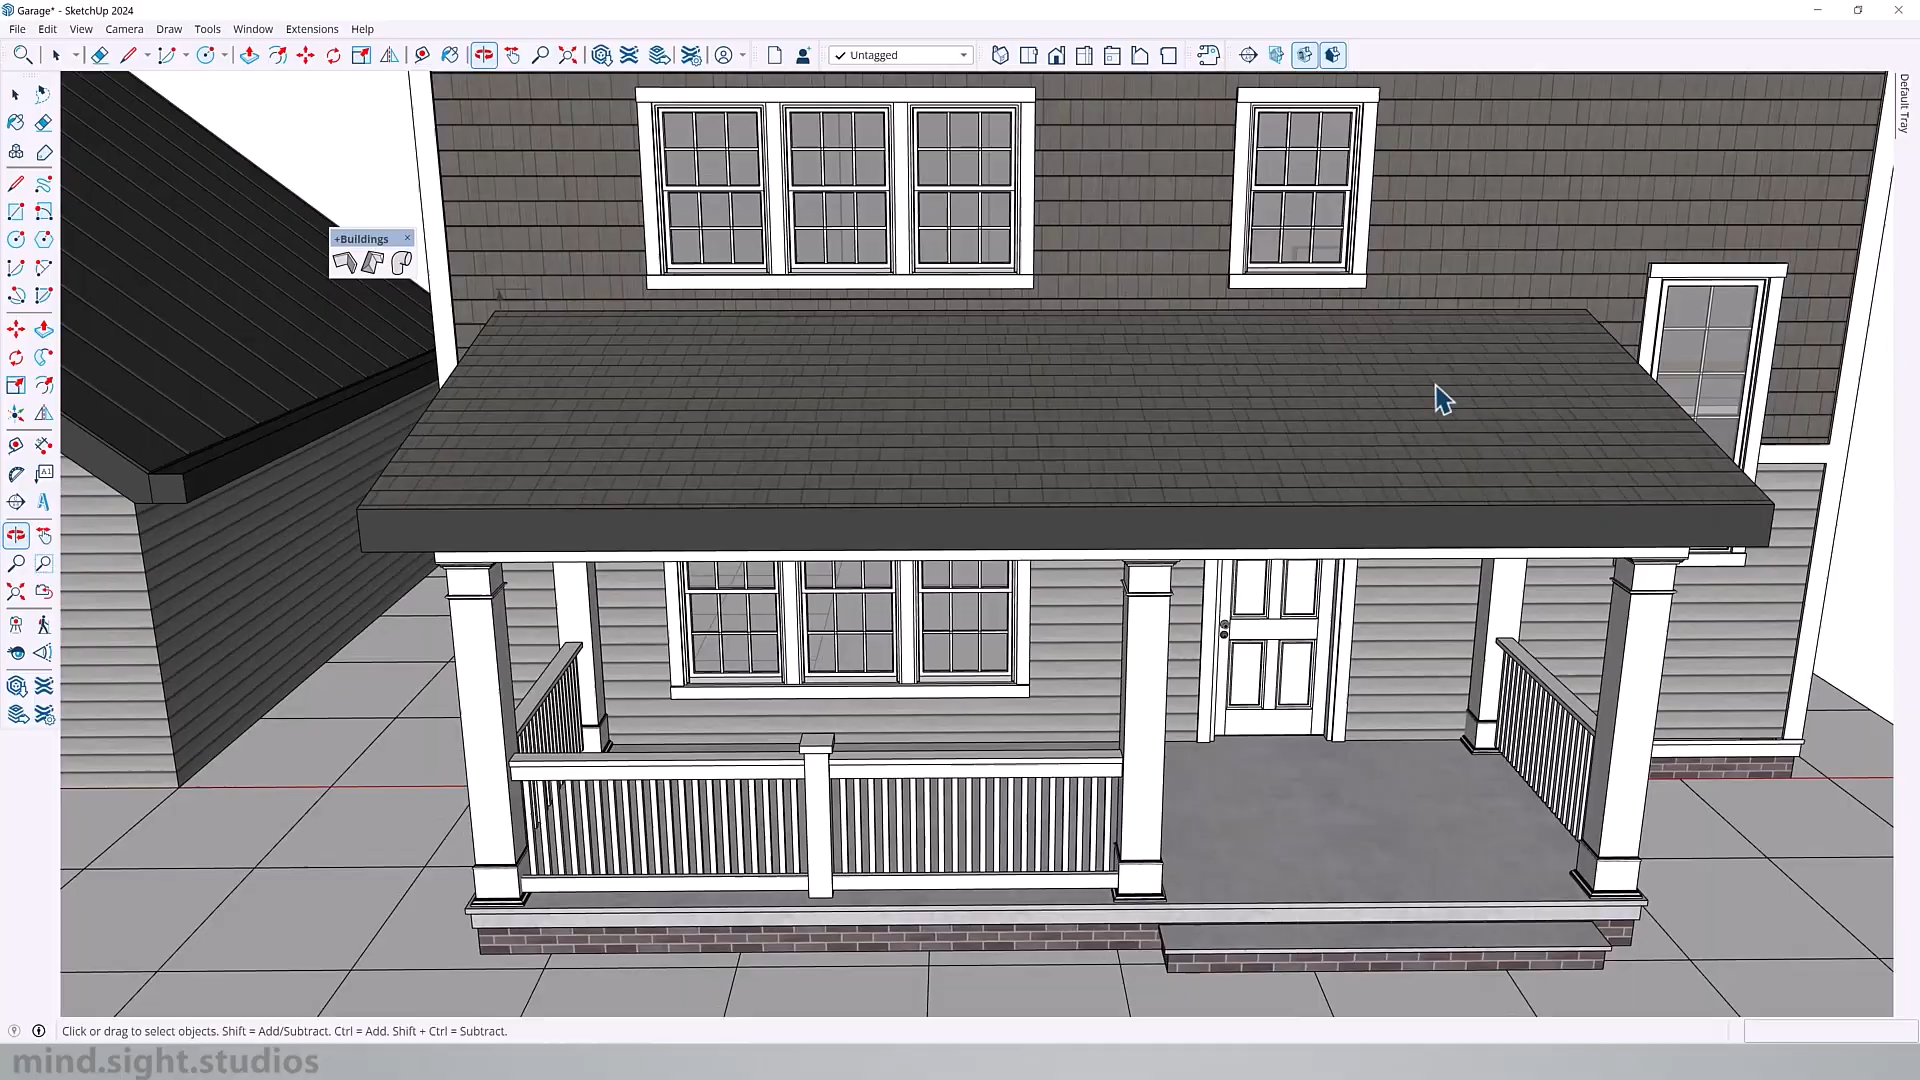 Garage* - SketchUp 2024
File Edit View Camera Draw Tools Window Extensions Help
Untagged
Default Tray
+Buildings
A1
Click or drag to select objects. Shift = Add/Subtract. Ctrl = Add. Shift + Ctrl = Subtract.
mind.sight.studios